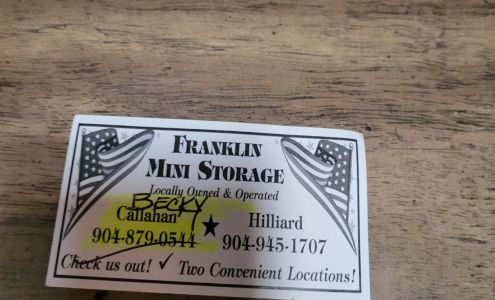 FRANKLIN
MINI STORAGE
Locally Owned & Operated
BECKY
Callahan ★ Hilliard
904-879-0544 904-945-1707
Check us out! ✓ Two Convenient Locations!